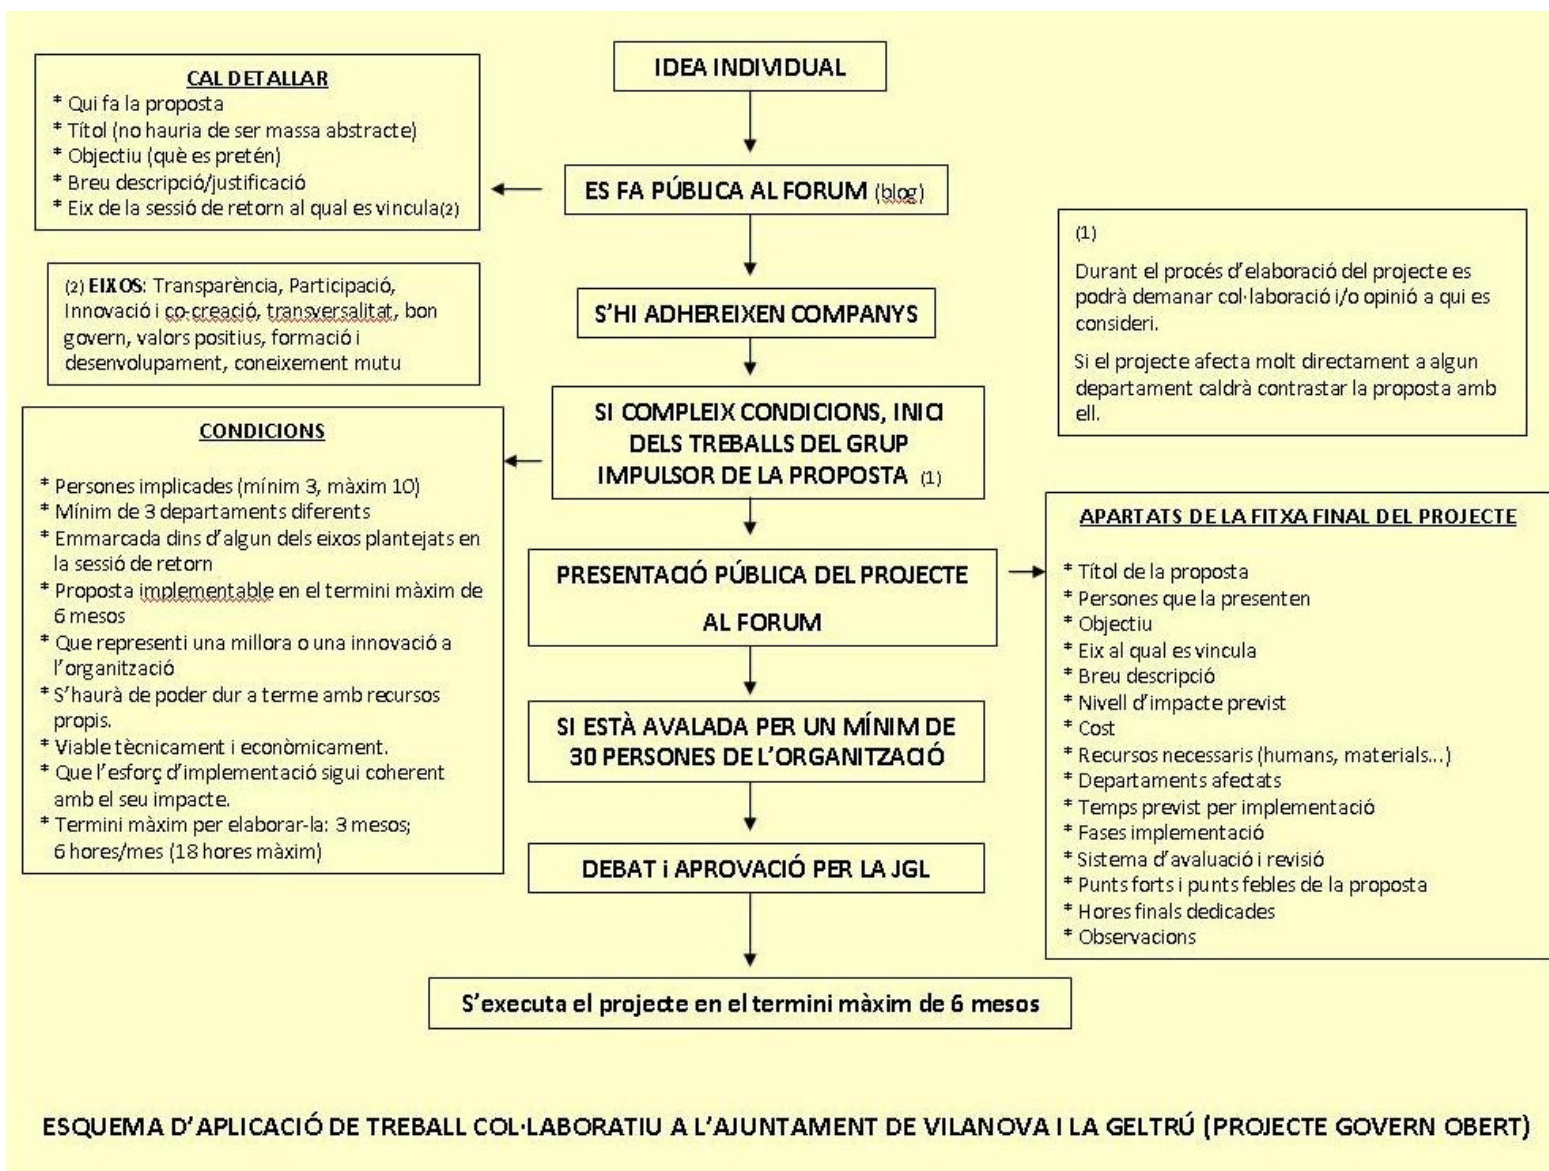 IDEA INDIVIDUAL
CAL DETALLAR
* Qui fa la proposta
* Títol (no hauria de ser massa abstracte)
* Objectiu (què es pretén)
* Breu descripció/justificació
* Eix de la sessió de retorn al qual es vincula(2)
ES FA PÚBLICA AL FORUM (blog)
(2) EIXOS: Transparència, Participació,
Innovació i co-creació, transversalitat, bon
govern, valors positius, formació i
desenvolupament, coneixement mutu
S'HI ADHEREIXEN COMPANYS
(1)
Durant el procés d'elaboració del projecte es
podrà demanar col·laboració i/o opinió a qui es
consideri.
Si el projecte afecta molt directament a algun
departament caldrà contrastar la proposta amb
ell.
SI COMPLEIX CONDICIONS, INICI
DELS TREBALLS DEL GRUP
IMPULSOR DE LA PROPOSTA (1)
CONDICIONS
* Persones implicades (mínim 3, màxim 10)
* Mínim de 3 departaments diferents
* Emmarcada dins d'algun dels eixos plantejats en
la sessió de retorn
* Proposta implementable en el termini màxim de
6 mesos
* Que representi una millora o una innovació a
l'organització
* S'haurà de poder dur a terme amb recursos
propis.
* Viable tècnicament i econòmicament.
* Que l'esforç d'implementació sigui coherent
amb el seu impacte.
* Termini màxim per elaborar-la: 3 mesos;
6 hores/mes (18 hores màxim)
PRESENTACIÓ PÚBLICA DEL PROJECTE
AL FORUM
APARTATS DE LA FITXA FINAL DEL PROJECTE
* Títol de la proposta
* Persones que la presenten
* Objectiu
* Eix al qual es vincula
* Breu descripció
* Nivell d'impacte previst
* Cost
* Recursos necessaris (humans, materials...)
* Departaments afectats
* Temps previst per implementació
* Fases implementació
* Sistema d'avaluació i revisió
* Punts forts i punts febles de la proposta
* Hores finals dedicades
* Observacions
SI ESTÀ AVALADA PER UN MÍNIM DE
30 PERSONES DE L'ORGANITZACIÓ
DEBAT i APROVACIÓ PER LA JGL
S'executa el projecte en el termini màxim de 6 mesos
ESQUEMA D'APLICACIÓ DE TREBALL COL·LABORATIU A L'AJUNTAMENT DE VILANOVA I LA GELTRÚ (PROJECTE GOVERN OBERT)